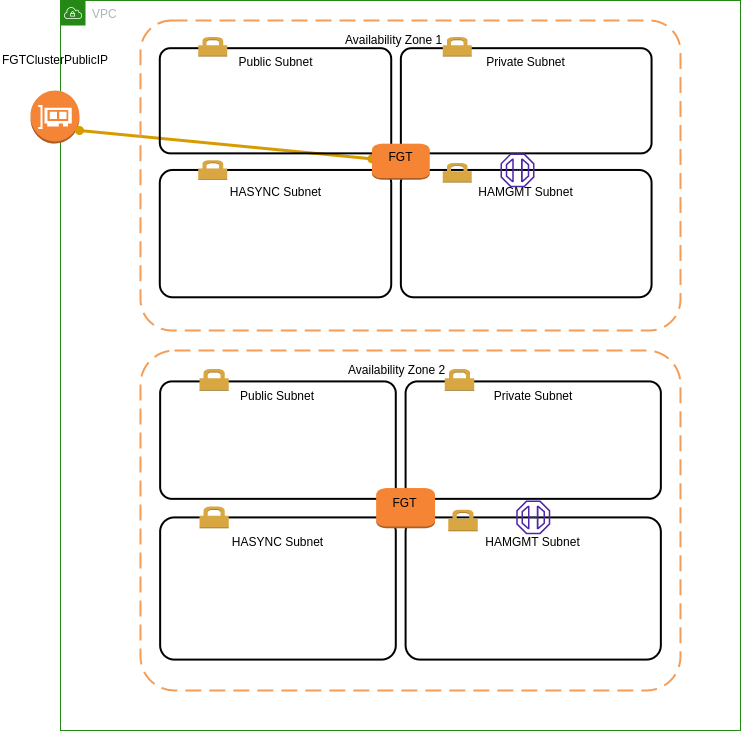 VPC
FGTClusterPublicIP
Availability Zone 1
Public Subnet
Private Subnet
FGT
HASYNC Subnet
HAMGMT Subnet
Availability Zone 2
Public Subnet
Private Subnet
FGT
HASYNC Subnet
HAMGMT Subnet